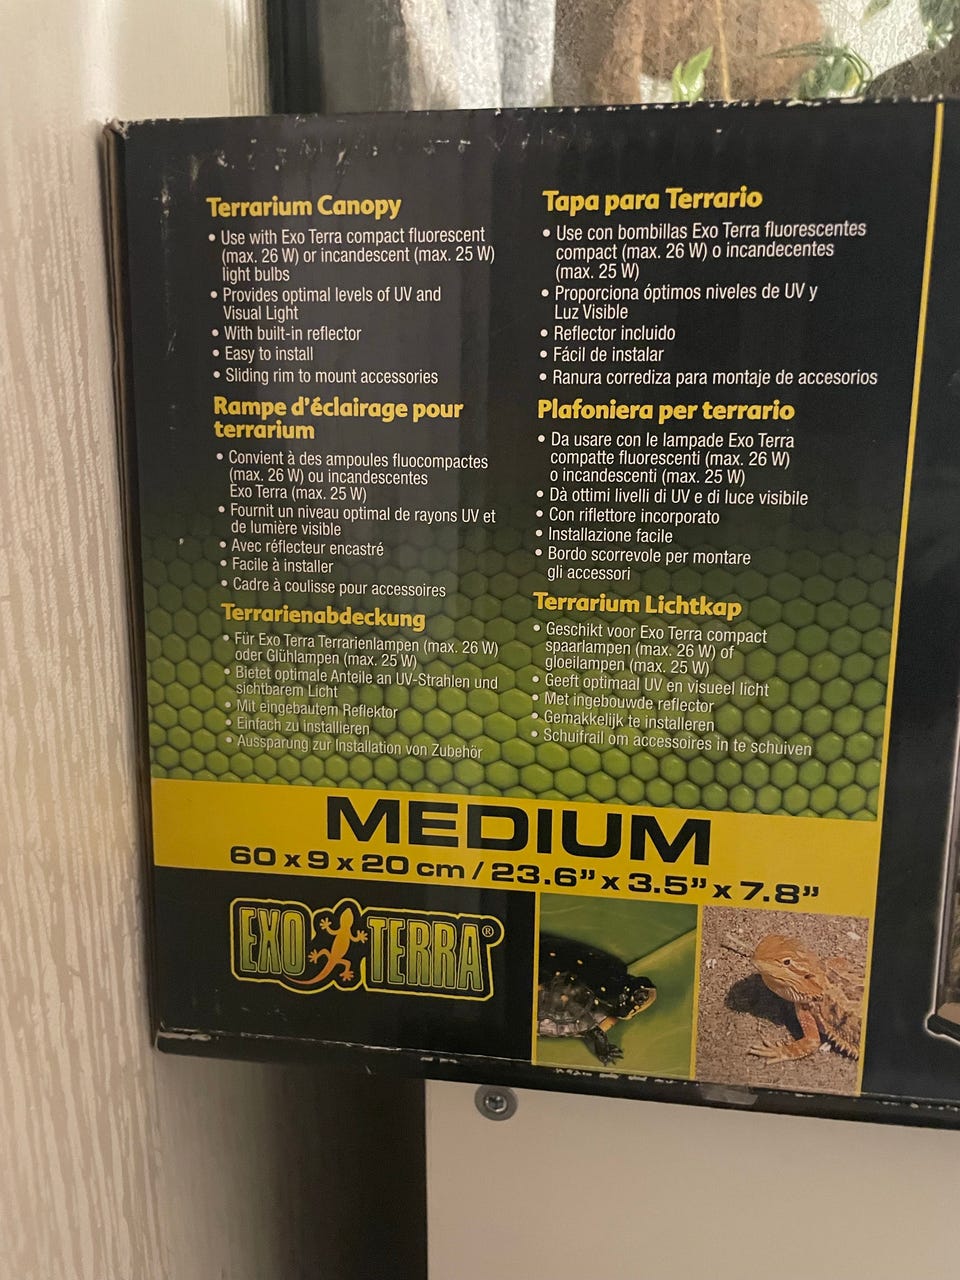 Terrarium Canopy
• Use with Exo Terra compact fluorescent
(max. 26 W) or incandescent (max. 25 W)
light bulbs
• Provides optimal levels of UV and
Visual Light
• With built-in reflector
• Easy to install
• Sliding rim to mount accessories
Rampe d'éclairage pour
terrarium
• Convient à des ampoules fluocompactes
(max. 26 W) ou incandescentes
Exo Terra (max. 25 W)
• Fournit un niveau optimal de rayons UV et
de lumière visible
• Avec réflecteur encastré
• Facile à installer
• Cadre à coulisse pour accessoires
Terrarienabdeckung
• Für Exo Terra Terrarienlampen (max. 26 W)
oder Glühlampen (max. 25 W)
• Bietet optimale Anteile an UV-Strahlen und
sichtbarem Licht
• Mit eingebautem Reflektor
• Einfach zu installieren
• Aussparung zur Installation von Zubehör
Tapa para Terrario
• Use con bombillas Exo Terra fluorescentes
compact (max. 26 W) o incandecentes
(max. 25 W)
• Proporciona óptimos niveles de UV y
Luz Visible
• Reflector incluido
• Fácil de instalar
• Ranura corrediza para montaje de accesorios
Plafoniera per terrario
• Da usare con le lampade Exo Terra
compatte fluorescenti (max. 26 W)
o incandescenti (max. 25 W)
• Dà ottimi livelli di UV e di luce visibile
• Con riflettore incorporato
• Installazione facile
• Bordo scorrevole per montare
gli accessori
Terrarium Lichtkap
• Geschikt voor Exo Terra compact
spaarlampen (max. 26 W) of
gloeilampen (max. 25 W)
• Geeft optimaal UV en visueel licht
• Met ingebouwde reflector
• Gemakkelijk te installeren
• Schuifrail om accessoires in te schuiven
MEDIUM
60 x 9 x 20 cm / 23.6” x 3.5” x 7.8”
EXO TERRA®